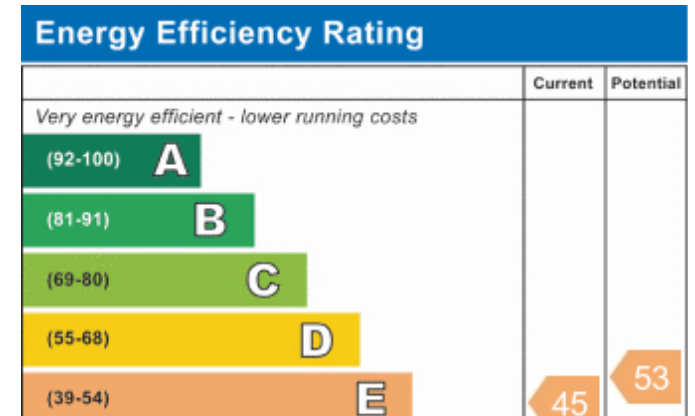 Energy Efficiency Rating
Current Potential
Very energy efficient - lower running costs
(92-100) A
(81-91) B
(69-80) C
(55-68) D
53
(39-54) E 45